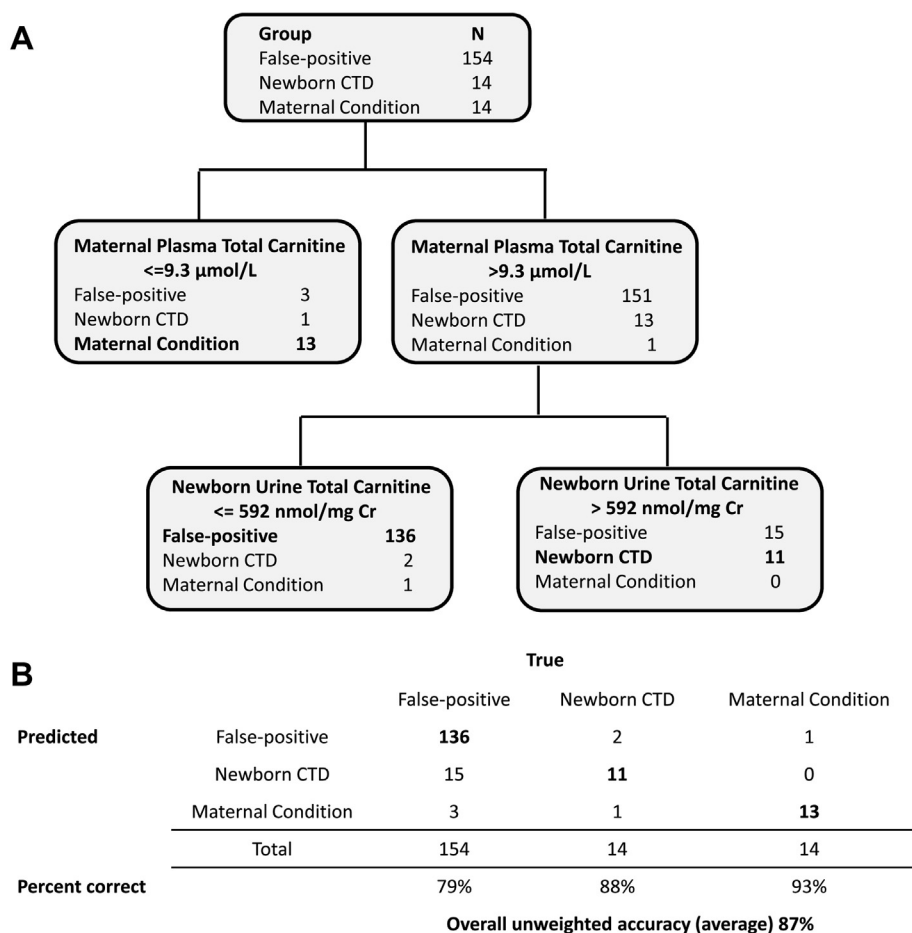 A
Group N
False-positive 154
Newborn CTD 14
Maternal Condition 14
Maternal Plasma Total Carnitine
<=9.3 µmol/L
False-positive 3
Newborn CTD 1
Maternal Condition 13
Maternal Plasma Total Carnitine
>9.3 µmol/L
False-positive 151
Newborn CTD 13
Maternal Condition 1
Newborn Urine Total Carnitine
<= 592 nmol/mg Cr
False-positive 136
Newborn CTD 2
Maternal Condition 1
Newborn Urine Total Carnitine
> 592 nmol/mg Cr
False-positive 15
Newborn CTD 11
Maternal Condition 0
B
True
False-positive Newborn CTD Maternal Condition
Predicted False-positive 136 2 1
Newborn CTD 15 11 0
Maternal Condition 3 1 13
Total 154 14 14
Percent correct 79% 88% 93%
Overall unweighted accuracy (average) 87%